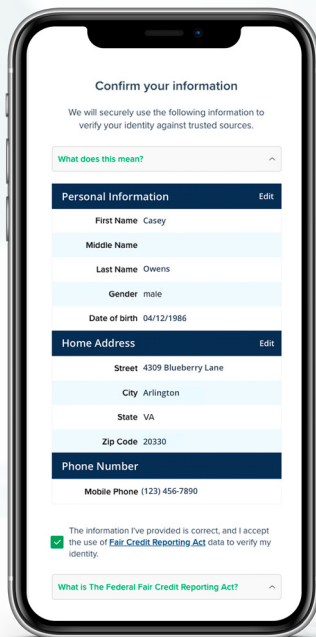 Confirm your information
We will securely use the following information to
verify your identity against trusted sources.
What does this mean?
Personal Information Edit
First Name Casey
Middle Name
Last Name Owens
Gender male
Date of birth 04/12/1986
Home Address Edit
Street 4309 Blueberry Lane
City Arlington
State VA
Zip Code 20330
Phone Number
Mobile Phone (123) 456-7890
The information I've provided is correct, and I accept
the use of Fair Credit Reporting Act data to verify my
identity.
What is The Federal Fair Credit Reporting Act?